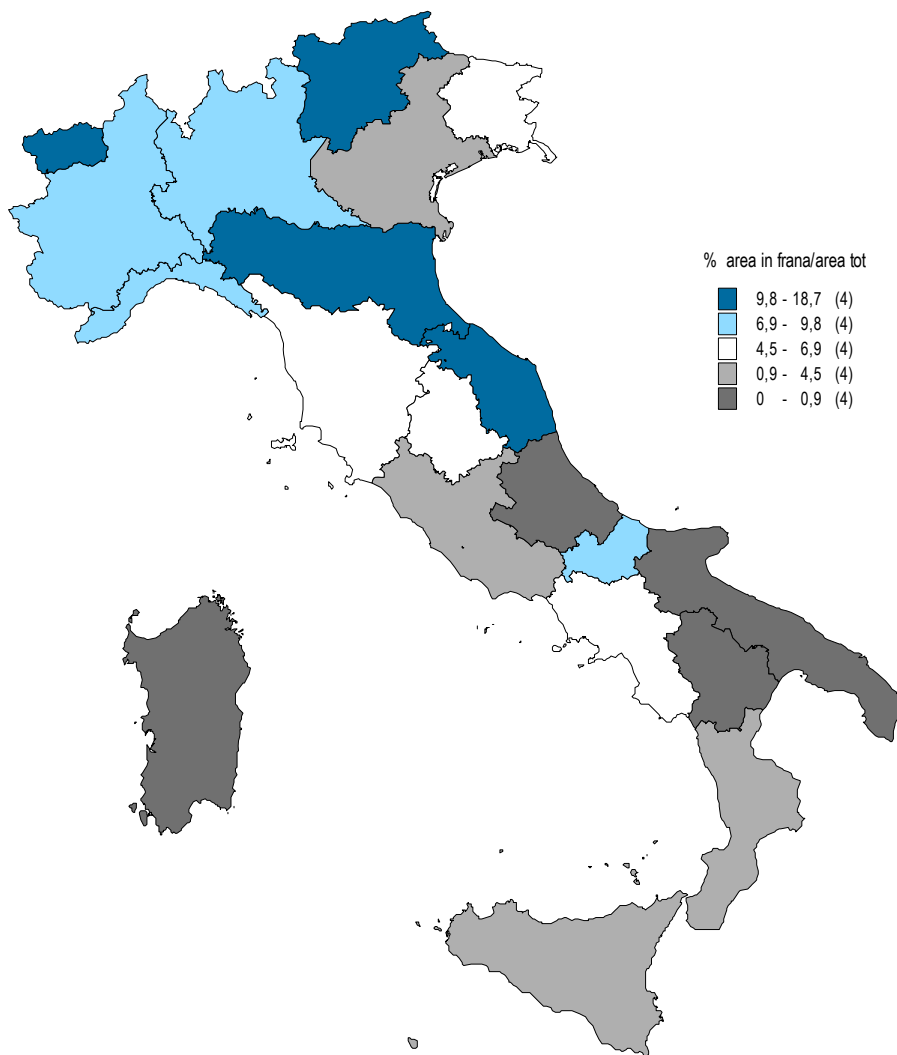 % area in frana/area tot
9,8 - 18,7 (4)
6,9 - 9,8 (4)
4,5 - 6,9 (4)
0,9 - 4,5 (4)
0 - 0,9 (4)